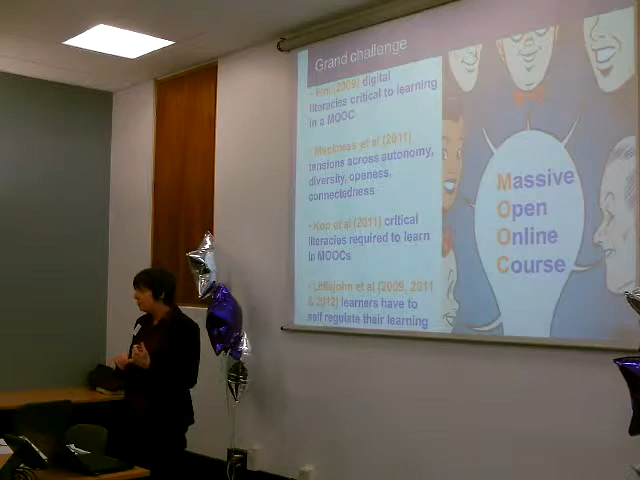 Grand challenge
• Kim (2009) digital
literacies critical to learning
in a MOOC
• Mackness et al (2011)
tensions across autonomy,
diversity, openess,
connectedness
• Kop et al (2011) critical
literacies required to learn
in MOOCs
• Littlejohn et al (2009, 2011
& 2012) learners have to
self regulate their learning
Massive
Open
Online
Course